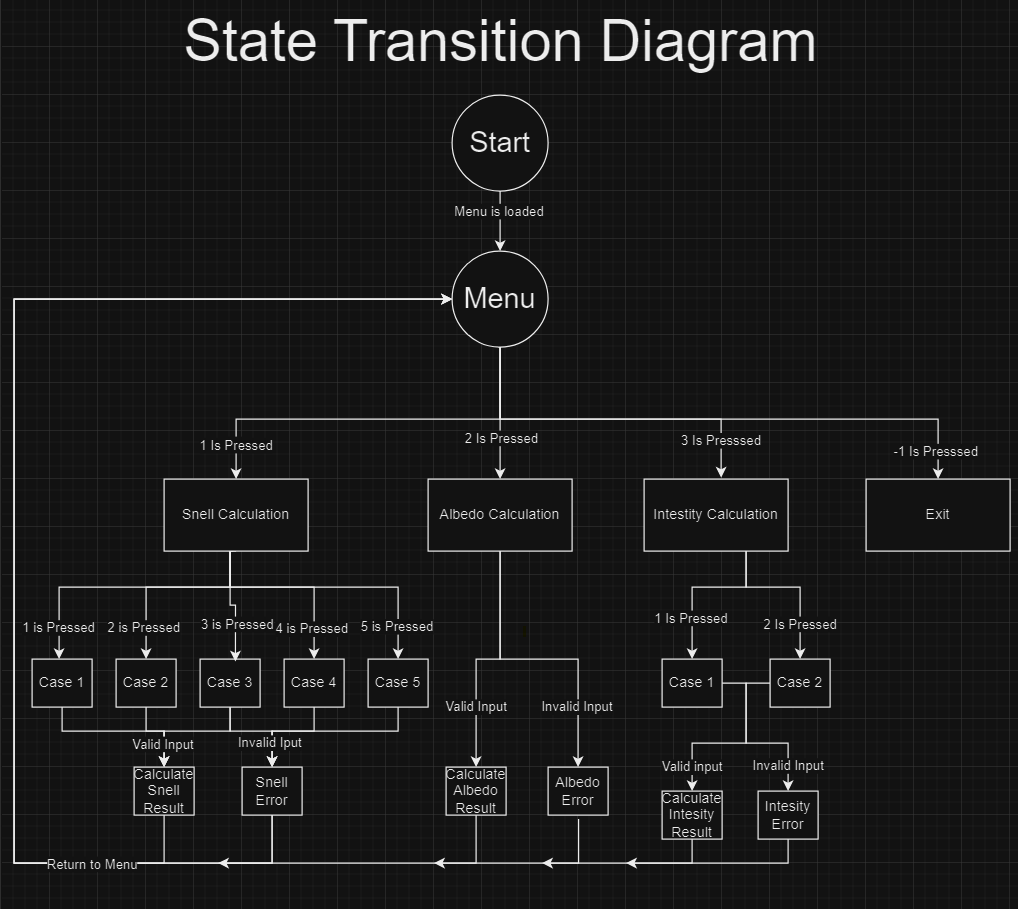 State Transition Diagram
Start
Menu is loaded
Menu
1 Is Pressed
2 Is Pressed
3 Is Presssed
-1 Is Presssed
Snell Calculation
Albedo Calculation
Intestity Calculation
Exit
1 is Pressed
2 is Pressed
3 is Pressed
4 is Pressed
5 is Pressed
1 Is Pressed
2 Is Pressed
Case 1
Case 2
Case 3
Case 4
Case 5
Case 1
Case 2
Valid Input
Invalid Iput
Valid Input
Invalid Input
Valid input
Invalid Input
Calculate
Snell
Result
Snell
Error
Calculate
Albedo
Result
Albedo
Error
Calculate
Intesity
Result
Intesity
Error
Return to Menu